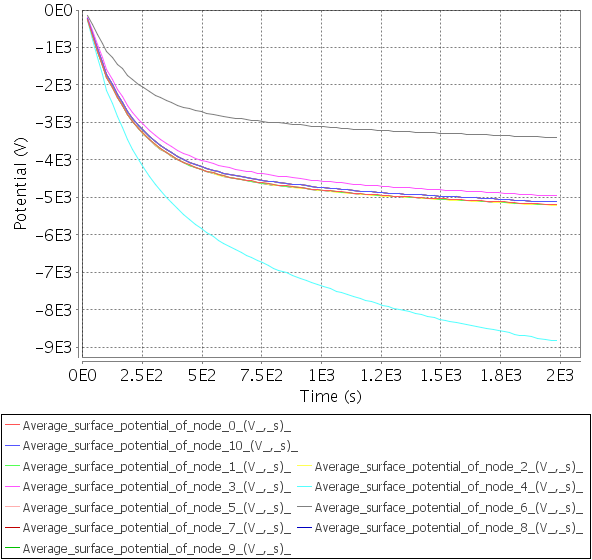 0E0
-1E3
-2E3
-3E3
-4E3
-5E3
-6E3
-7E3
-8E3
-9E3
Potential (V)
0E0 2.5E2 5E2 7.5E2 1E3 1.2E3 1.5E3 1.8E3 2E3
Time (s)
Average_surface_potential_of_node_0_(V_,_s)_
Average_surface_potential_of_node_10_(V_,_s)_
Average_surface_potential_of_node_1_(V_,_s)_ Average_surface_potential_of_node_2_(V_,_s)_
Average_surface_potential_of_node_3_(V_,_s)_ Average_surface_potential_of_node_4_(V_,_s)_
Average_surface_potential_of_node_5_(V_,_s)_ Average_surface_potential_of_node_6_(V_,_s)_
Average_surface_potential_of_node_7_(V_,_s)_ Average_surface_potential_of_node_8_(V_,_s)_
Average_surface_potential_of_node_9_(V_,_s)_